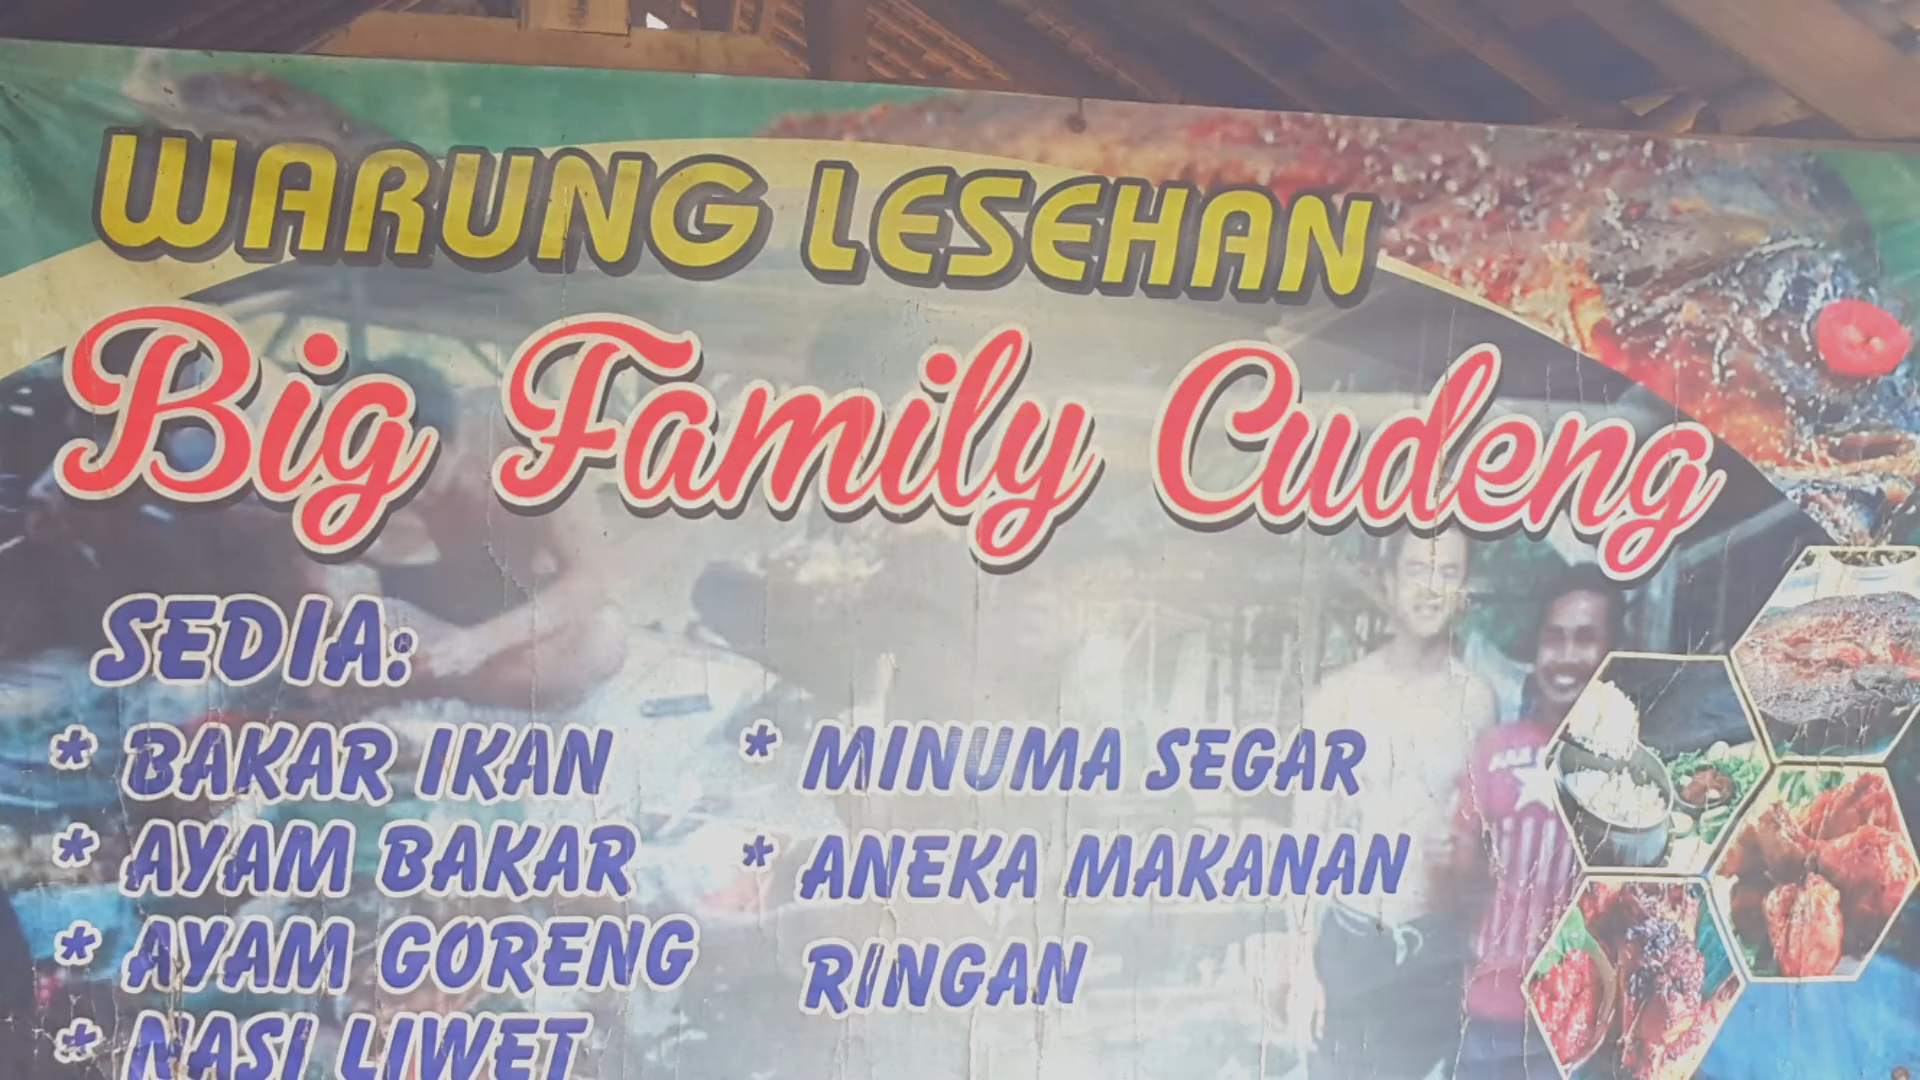 WARUNG LESEHAN
Big Family Cudeng
SEDIA:
* BAKAR IKAN
* AYAM BAKAR
* AYAM GORENG
* NASI LIWET
* MINUMA SEGAR
* ANEKA MAKANAN
RINGAN